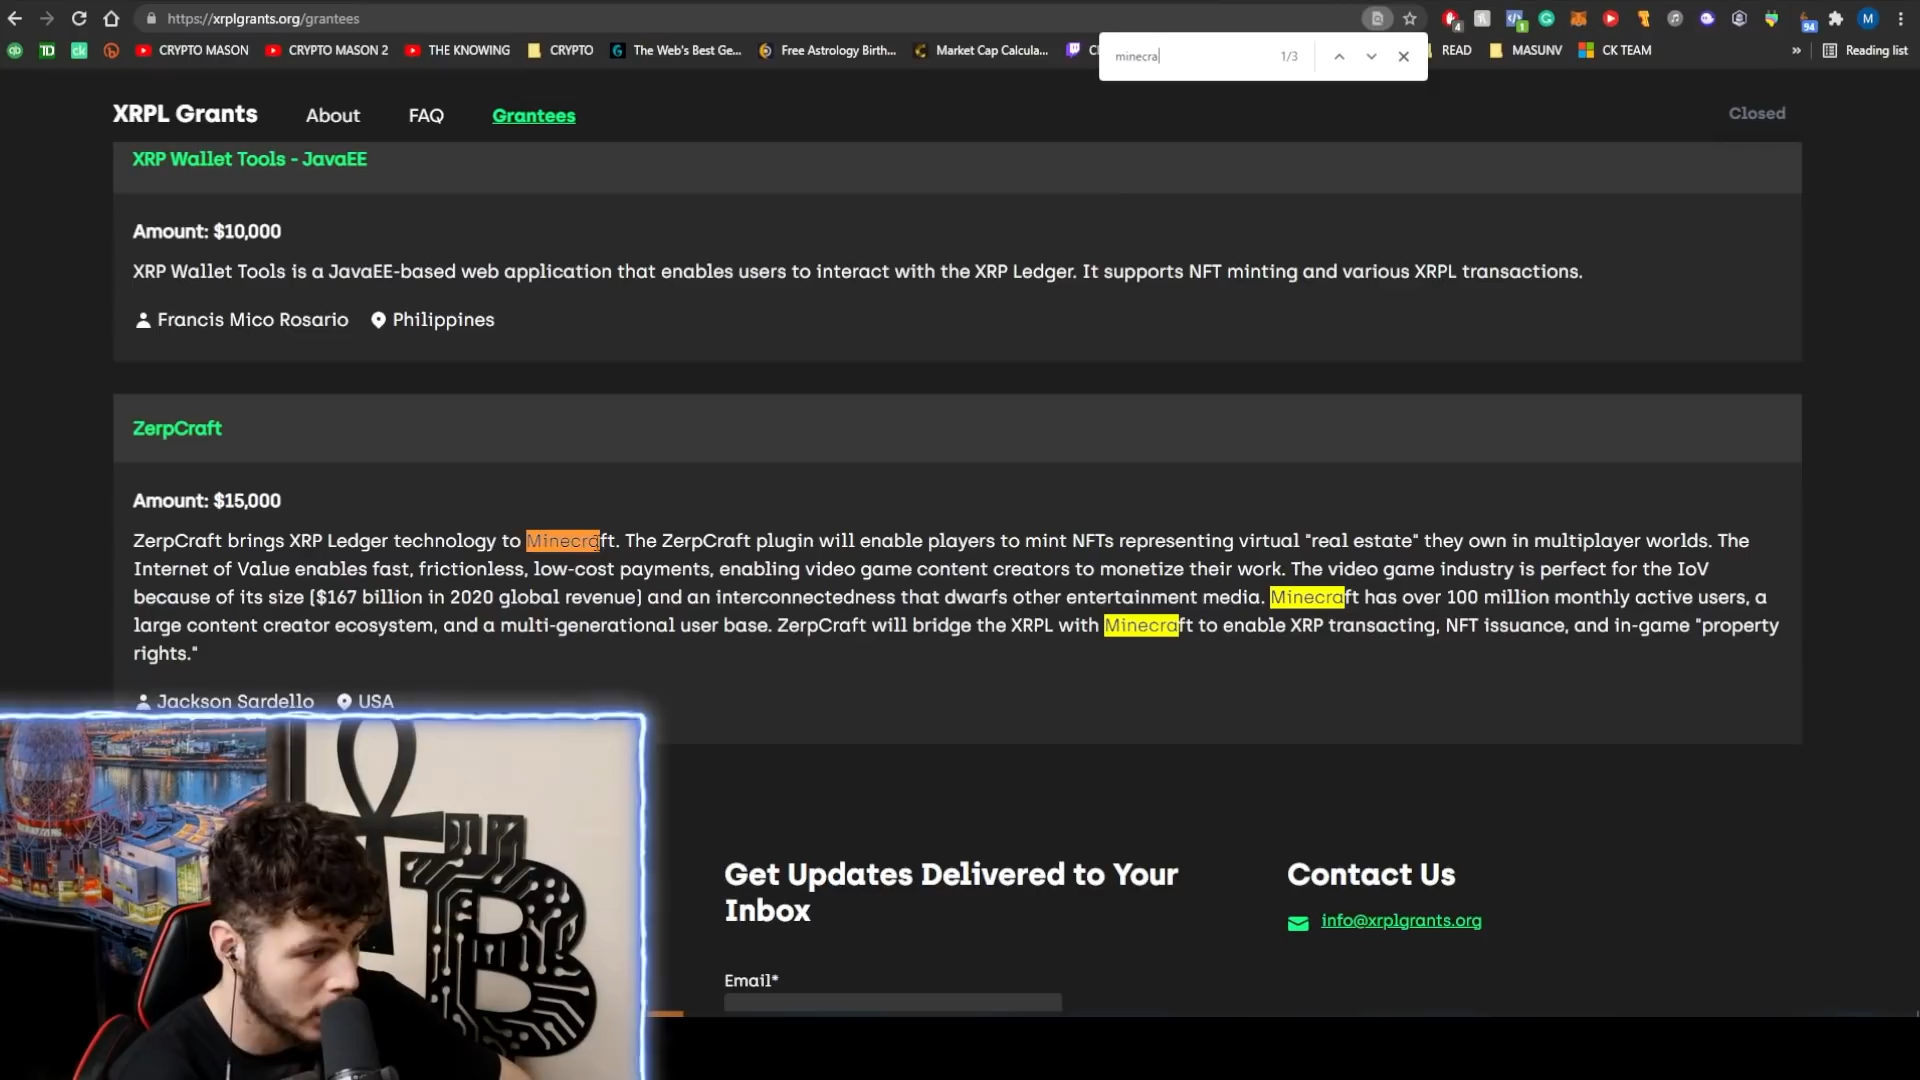 https://xrplgrants.org/grantees
CRYPTO MASON
CRYPTO MASON 2
THE KNOWING
CRYPTO
The Web's Best Ge...
Free Astrology Birth...
Market Cap Calcula...
minecra
1/3
READ
MASUNV
CK TEAM
»
Reading list
XRPL Grants
About
FAQ
Grantees
Closed
XRP Wallet Tools - JavaEE
Amount: $10,000
XRP Wallet Tools is a JavaEE-based web application that enables users to interact with the XRP Ledger. It supports NFT minting and various XRPL transactions.
Francis Mico Rosario
Philippines
ZerpCraft
Amount: $15,000
ZerpCraft brings XRP Ledger technology to Minecraft. The ZerpCraft plugin will enable players to mint NFTs representing virtual "real estate" they own in multiplayer worlds. The
Internet of Value enables fast, frictionless, low-cost payments, enabling video game content creators to monetize their work. The video game industry is perfect for the IoV
because of its size ($167 billion in 2020 global revenue) and an interconnectedness that dwarfs other entertainment media. Minecraft has over 100 million monthly active users, a
large content creator ecosystem, and a multi-generational user base. ZerpCraft will bridge the XRPL with Minecraft to enable XRP transacting, NFT issuance, and in-game "property
rights."
Jackson Sardello
USA
Get Updates Delivered to Your
Inbox
Contact Us
info@xrplgrants.org
Email*